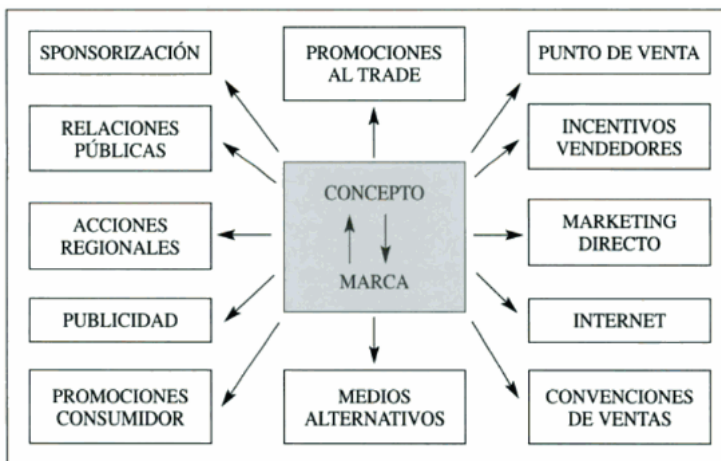 SPONSORIZACIÓN
PROMOCIONES
AL TRADE
PUNTO DE VENTA
RELACIONES
PÚBLICAS
INCENTIVOS
VENDEDORES
CONCEPTO
ACCIONES
REGIONALES
MARKETING
DIRECTO
MARCA
PUBLICIDAD
INTERNET
PROMOCIONES
CONSUMIDOR
MEDIOS
ALTERNATIVOS
CONVENCIONES
DE VENTAS